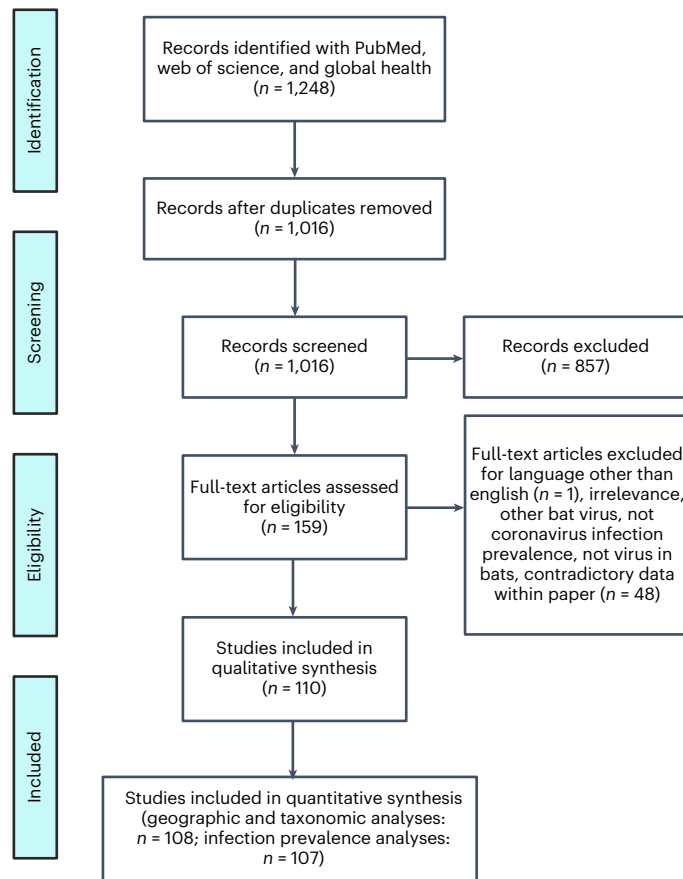 Identification
Records identified with PubMed,
web of science, and global health
(n = 1,248)
Records after duplicates removed
(n = 1,016)
Screening
Records screened
(n = 1,016)
Records excluded
(n = 857)
Eligibility
Full-text articles assessed
for eligibility
(n = 159)
Full-text articles excluded
for language other than
english (n = 1), irrelevance,
other bat virus, not
coronavirus infection
prevalence, not virus in
bats, contradictory data
within paper (n = 48)
Studies included in
qualitative synthesis
(n = 110)
Included
Studies included in quantitative synthesis
(geographic and taxonomic analyses:
n = 108; infection prevalence analyses:
n = 107)